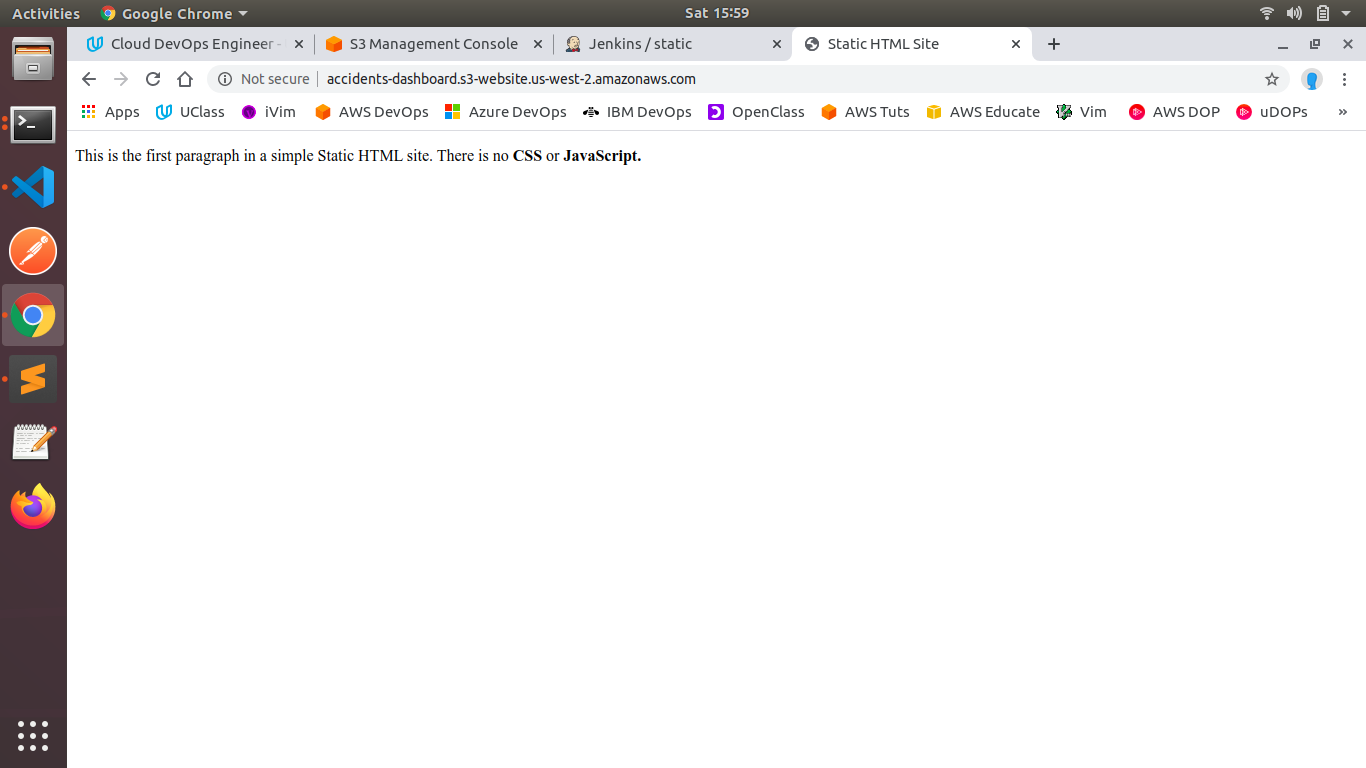 Activities Google Chrome Sat 15:59
Cloud DevOps Engineer - S3 Management Console Jenkins / static Static HTML Site
Not secure accidents-dashboard.s3-website.us-west-2.amazonaws.com
Apps UClass iVim AWS DevOps Azure DevOps IBM DevOps OpenClass AWS Tuts AWS Educate Vim AWS DOP uDOPs »
This is the first paragraph in a simple Static HTML site. There is no CSS or JavaScript.